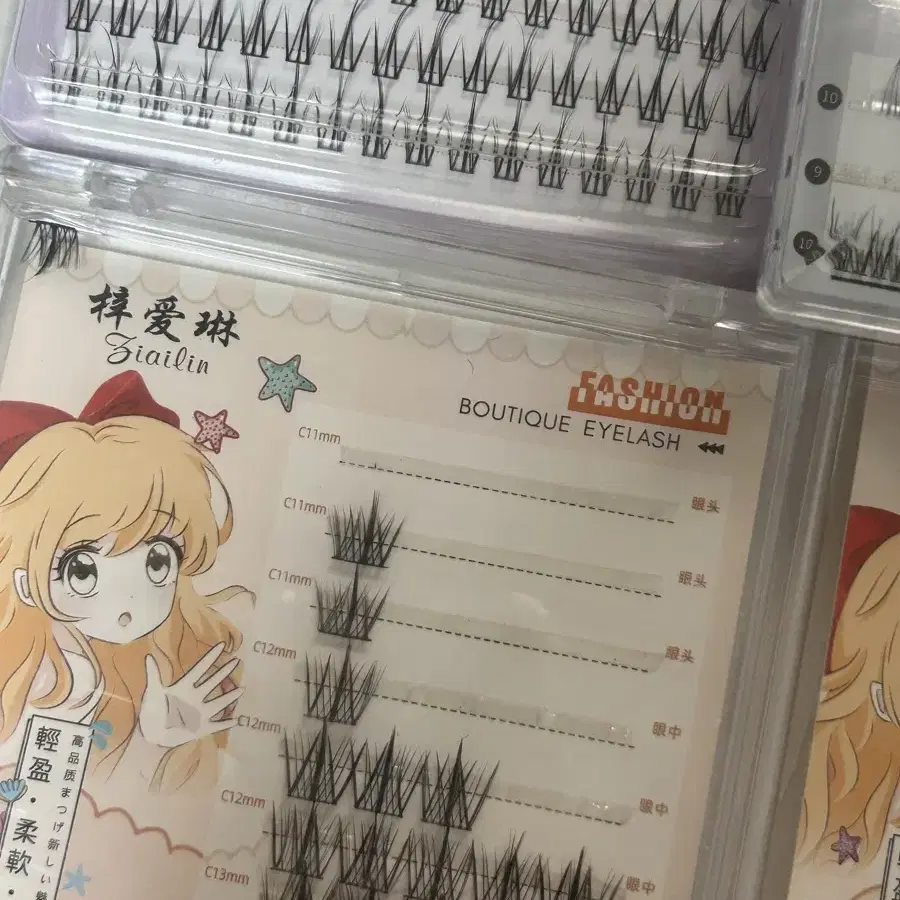 10
9
10
梓爱琳
Ziailin
FASHION
BOUTIQUE EYELASH
C11mm 眼头
C11mm 眼头
C11mm 眼头
C12mm 眼中
C12mm 眼中
C12mm 眼中
C13mm
輕盈·柔軟·
高品质まつげ新しい